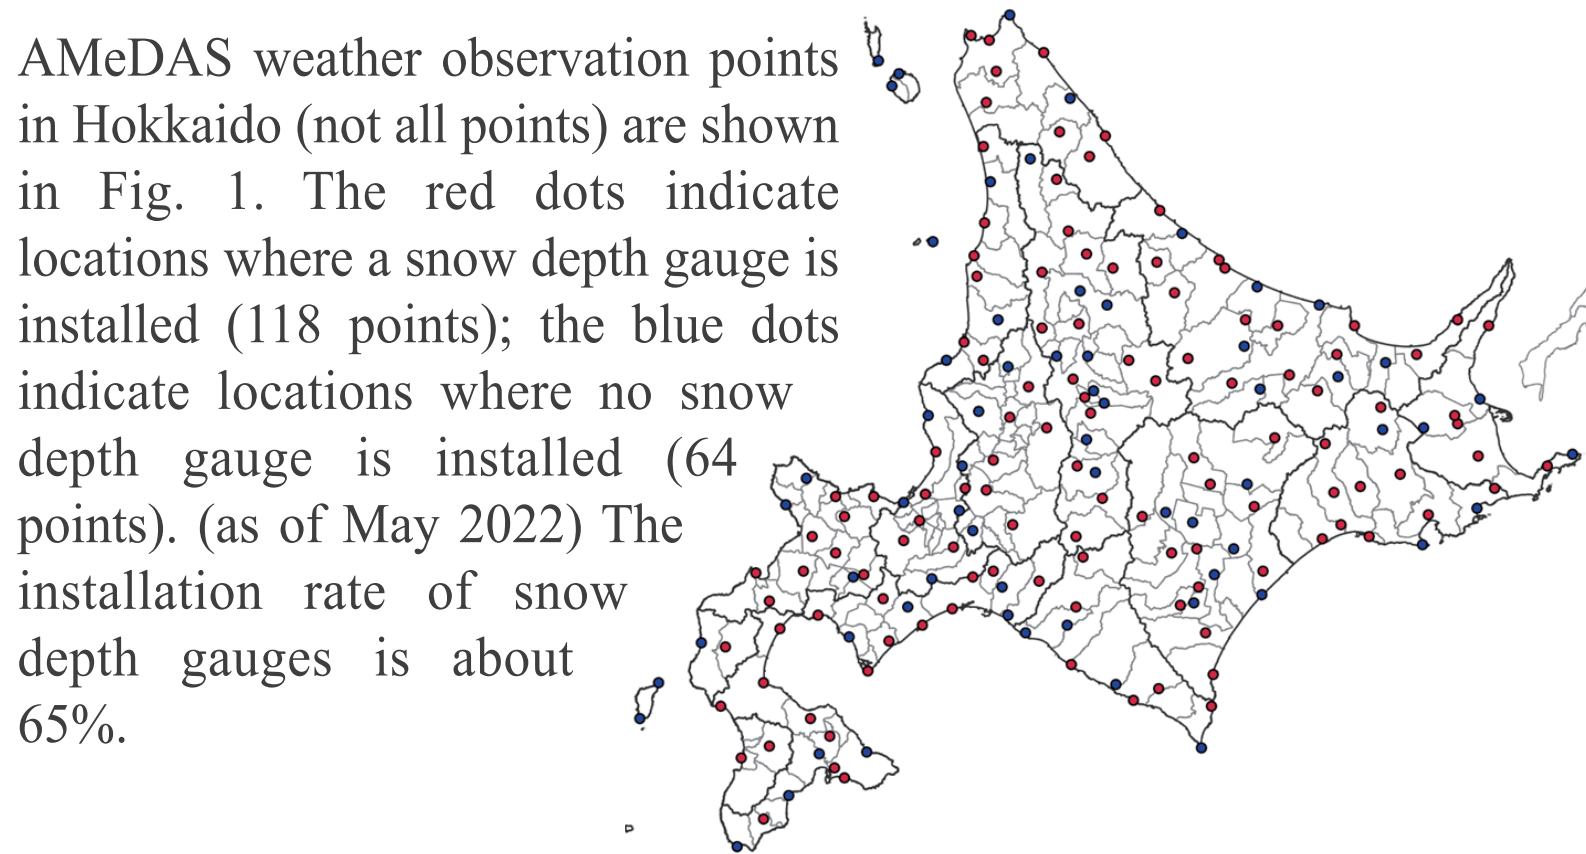 AMeDAS weather observation points
in Hokkaido (not all points) are shown
in Fig. 1. The red dots indicate
locations where a snow depth gauge is
installed (118 points); the blue dots
indicate locations where no snow
depth gauge is installed (64
points). (as of May 2022) The
installation rate of snow
depth gauges is about
65%.